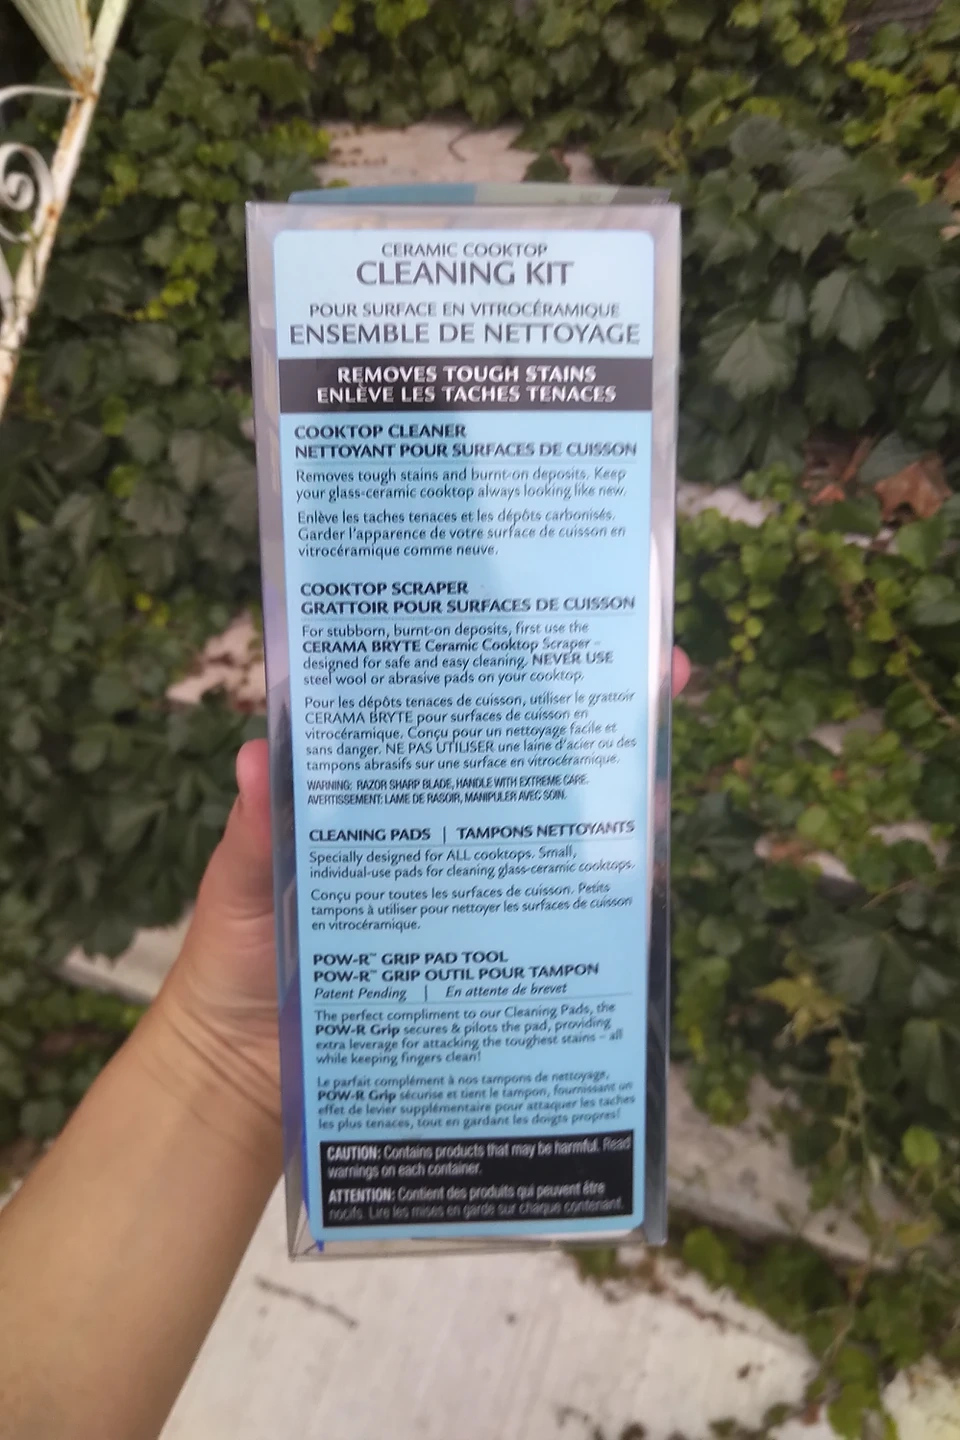 CERAMIC COOKTOP
CLEANING KIT
POUR SURFACE EN VITROCÉRAMIQUE
ENSEMBLE DE NETTOYAGE
REMOVES TOUGH STAINS
ENLÈVE LES TACHES TENACES
COOKTOP CLEANER
NETTOYANT POUR SURFACES DE CUISSON
Removes tough stains and burnt-on deposits. Keep
your glass-ceramic cooktop always looking like new.
Enlève les taches tenaces et les dépôts carbonisés.
Garder l'apparence de votre surface de cuisson en
vitrocéramique comme neuve.
COOKTOP SCRAPER
GRATTOIR POUR SURFACES DE CUISSON
For stubborn, burnt-on deposits, first use the
CERAMA BRYTE Ceramic Cooktop Scraper –
designed for safe and easy cleaning. NEVER USE
steel wool or abrasive pads on your cooktop.
Pour les dépôts tenaces de cuisson, utiliser le grattoir
CERAMA BRYTE pour surfaces de cuisson en
vitrocéramique. Conçu pour un nettoyage facile et
sans danger. NE PAS UTILISER une laine d'acier ou des
tampons abrasifs sur une surface en vitrocéramique.
WARNING: RAZOR SHARP BLADE, HANDLE WITH EXTREME CARE.
AVERTISSEMENT: LAME DE RASOIR, MANIPULER AVEC SOIN.
CLEANING PADS | TAMPONS NETTOYANTS
Specially designed for ALL cooktops. Small,
individual-use pads for cleaning glass-ceramic cooktops.
Conçu pour toutes les surfaces de cuisson. Petits
tampons à utiliser pour nettoyer les surfaces de cuisson
en vitrocéramique.
POW-R™ GRIP PAD TOOL
POW-R™ GRIP OUTIL POUR TAMPON
Patent Pending | En attente de brevet
The perfect compliment to our Cleaning Pads, the
POW-R Grip secures & pilots the pad, providing
extra leverage for attacking the toughest stains – all
while keeping fingers clean!
Le parfait complément à nos tampons de nettoyage,
POW-R Grip sécurise et tient le tampon, fournissant un
effet de levier supplémentaire pour attaquer les taches
les plus tenaces, tout en gardant les doigts propres!
CAUTION: Contains products that may be harmful. Read
warnings on each container.
ATTENTION: Contient des produits qui peuvent être
nocifs. Lire les mises en garde sur chaque contenant.